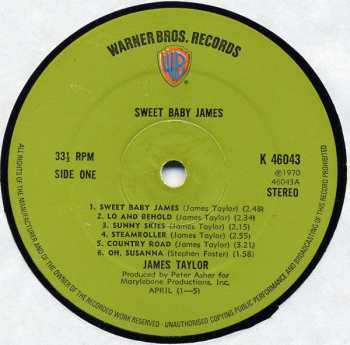 WARNER BROS. RECORDS
WB
SWEET BABY JAMES
33⅓ RPM
SIDE ONE
K 46043
℗1970
46043A
STEREO
1. SWEET BABY JAMES (James Taylor) (2.48)
2. LO AND BEHOLD (James Taylor) (2.34)
3. SUNNY SKIES (James Taylor) (2.15)
4. STEAMROLLER (James Taylor) (2.55)
5. COUNTRY ROAD (James Taylor) (3.21)
6. OH, SUSANNA (Stephen Foster) (1.58)
JAMES TAYLOR
Produced by Peter Asher for
Marylebone Productions, Inc.
APRIL (1—5)
ALL RIGHTS OF THE MANUFACTURER AND OF THE OWNER OF THE RECORDED WORK RESERVED · UNAUTHORISED COPYING PUBLIC PERFORMANCE AND BROADCASTING OF THIS RECORD PROHIBITED